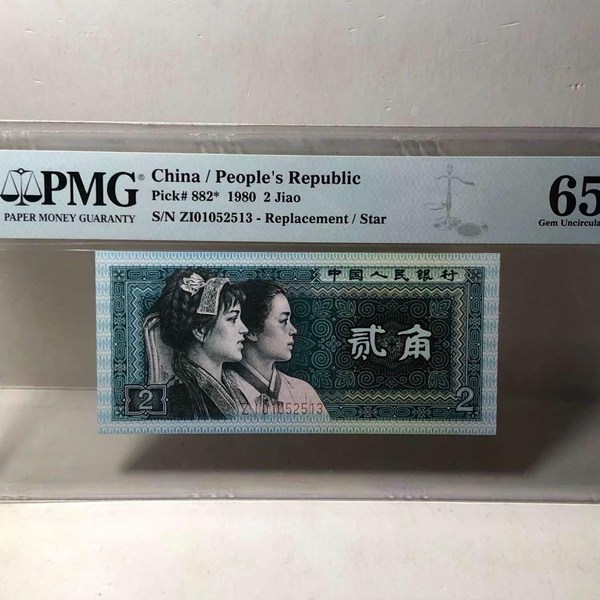 PMG®
PAPER MONEY GUARANTY
China / People's Republic
Pick# 882* 1980 2 Jiao
S/N ZI01052513 - Replacement / Star
65
Gem Uncircula
中国人民银行
贰角
ZI01052513
2
2